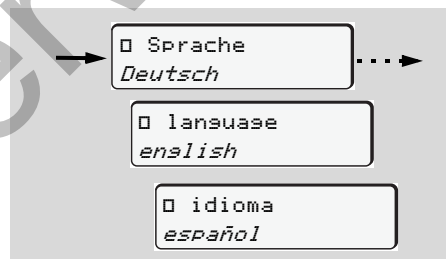 □ Sprache
Deutsch
□ language
english
□ idioma
español